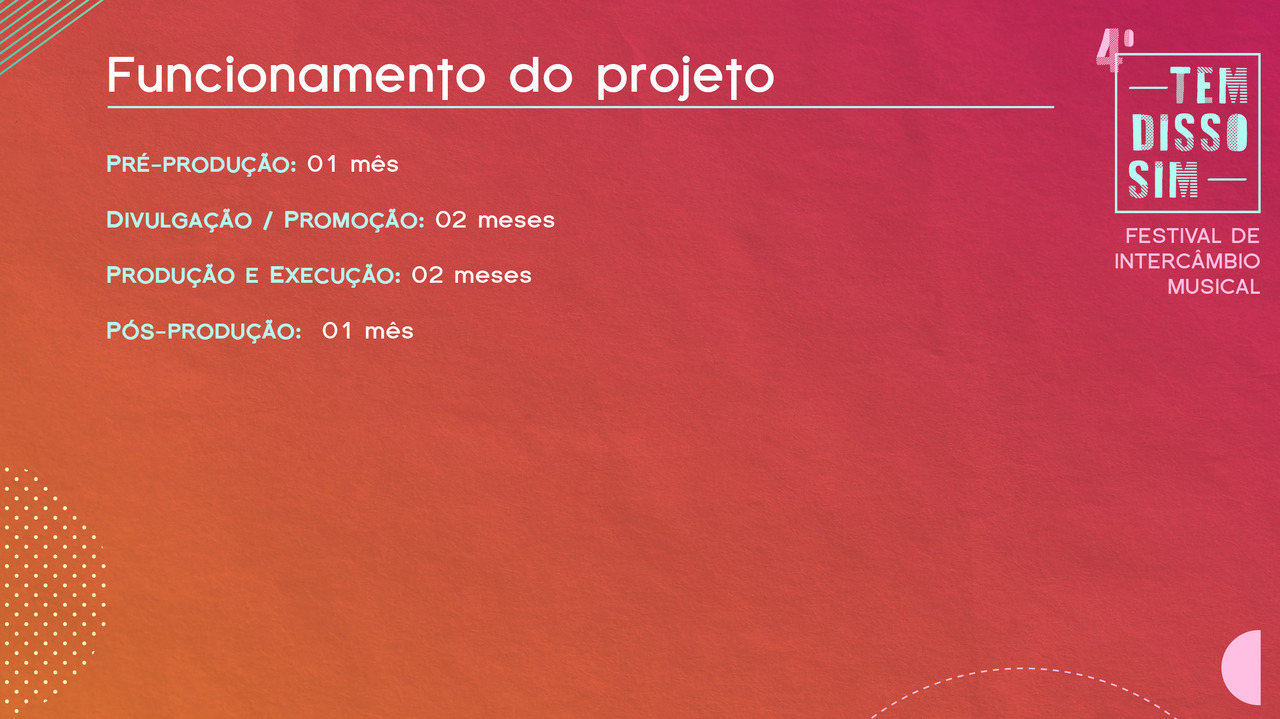 Funcionamento do projeto
PRÉ-PRODUÇÃO: 01 mês
DIVULGAÇÃO / PROMOÇÃO: 02 meses
PRODUÇÃO E EXECUÇÃO: 02 meses
PÓS-PRODUÇÃO: 01 mês
4º
TEM
DISSO
SIM
FESTIVAL DE
INTERCÂMBIO
MUSICAL